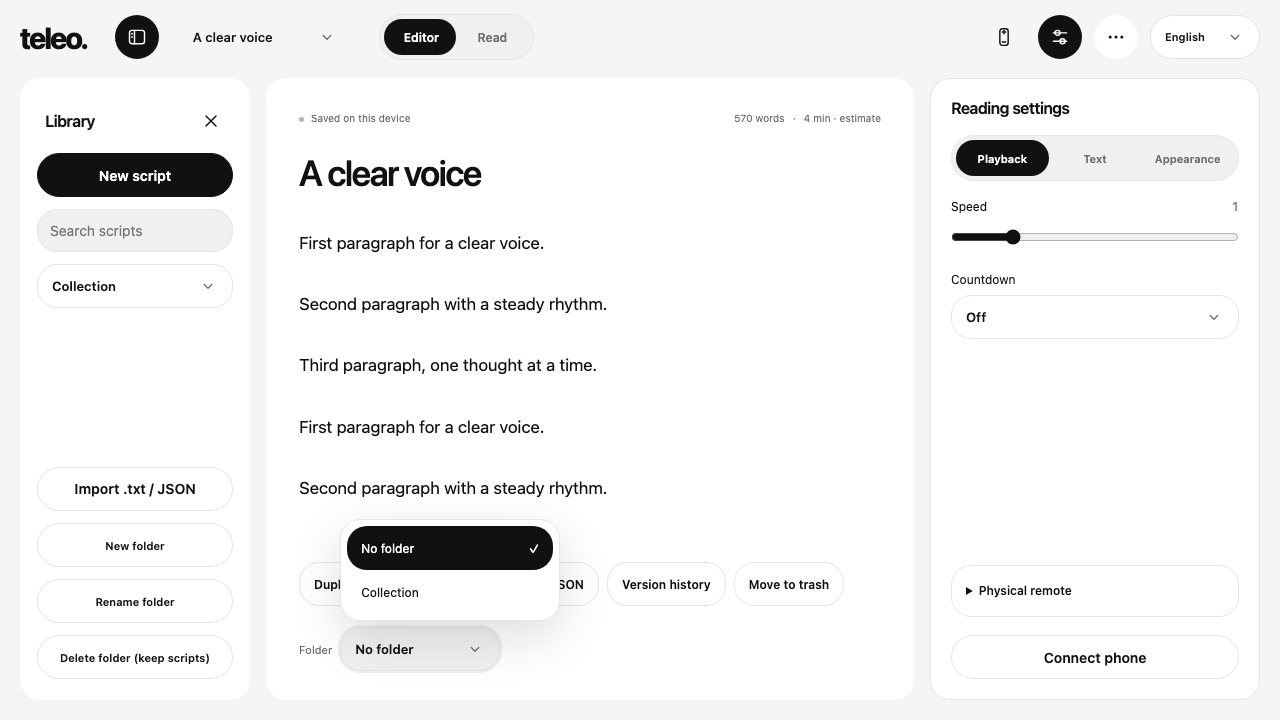 teleo.
A clear voice
Editor
Read
English
Library
New script
Search scripts
Collection
Import .txt / JSON
New folder
Rename folder
Delete folder (keep scripts)
Saved on this device
570 words · 4 min · estimate
A clear voice
First paragraph for a clear voice.
Second paragraph with a steady rhythm.
Third paragraph, one thought at a time.
First paragraph for a clear voice.
Second paragraph with a steady rhythm.
No folder
Collection
Version history
Move to trash
Folder
No folder
Reading settings
Playback
Text
Appearance
Speed
1
Countdown
Off
Physical remote
Connect phone